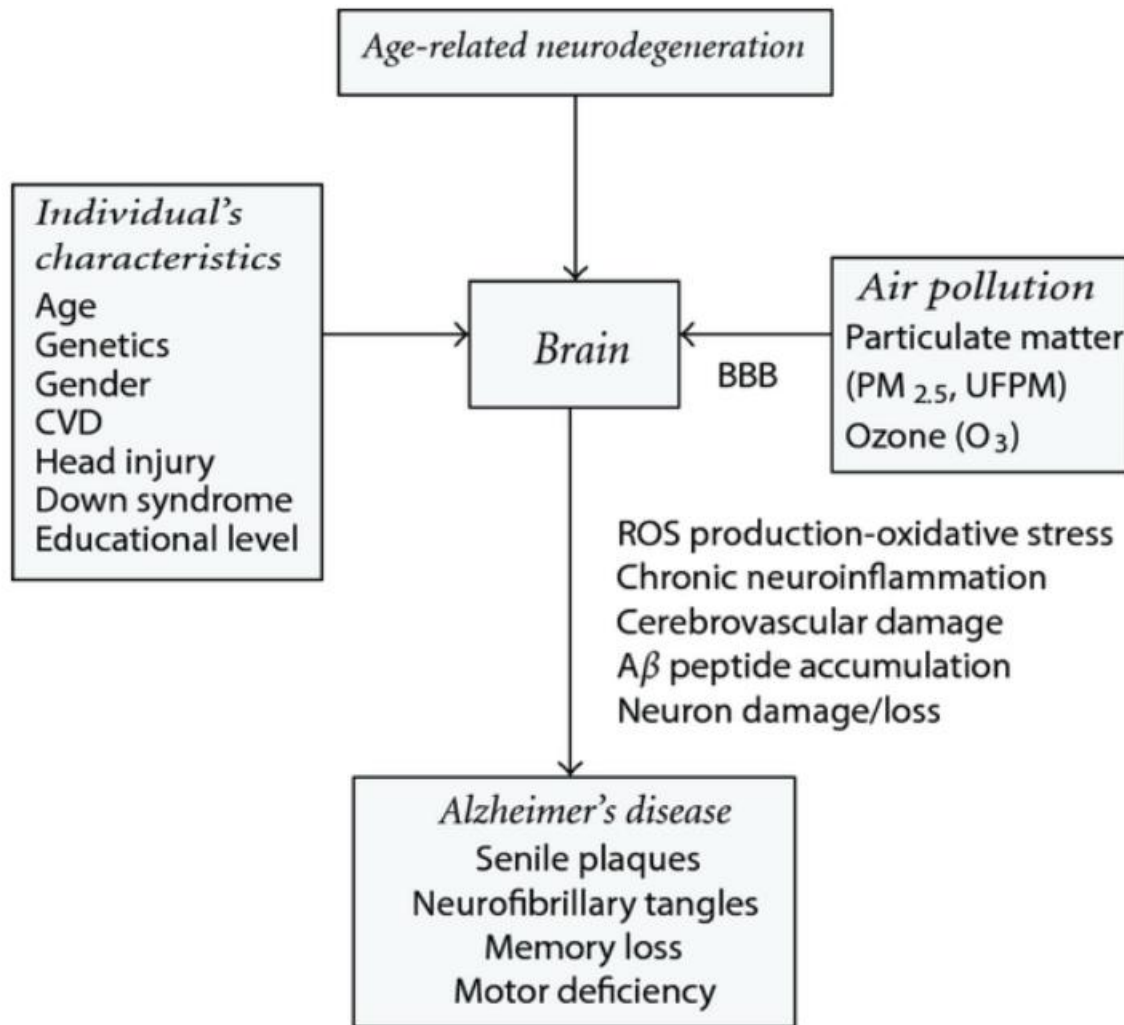 Age-related neurodegeneration
Individual's
characteristics
Age
Genetics
Gender
CVD
Head injury
Down syndrome
Educational level
Brain
BBB
Air pollution
Particulate matter
(PM 2.5, UFPM)
Ozone (O3)
ROS production-oxidative stress
Chronic neuroinflammation
Cerebrovascular damage
Aβ peptide accumulation
Neuron damage/loss
Alzheimer's disease
Senile plaques
Neurofibrillary tangles
Memory loss
Motor deficiency